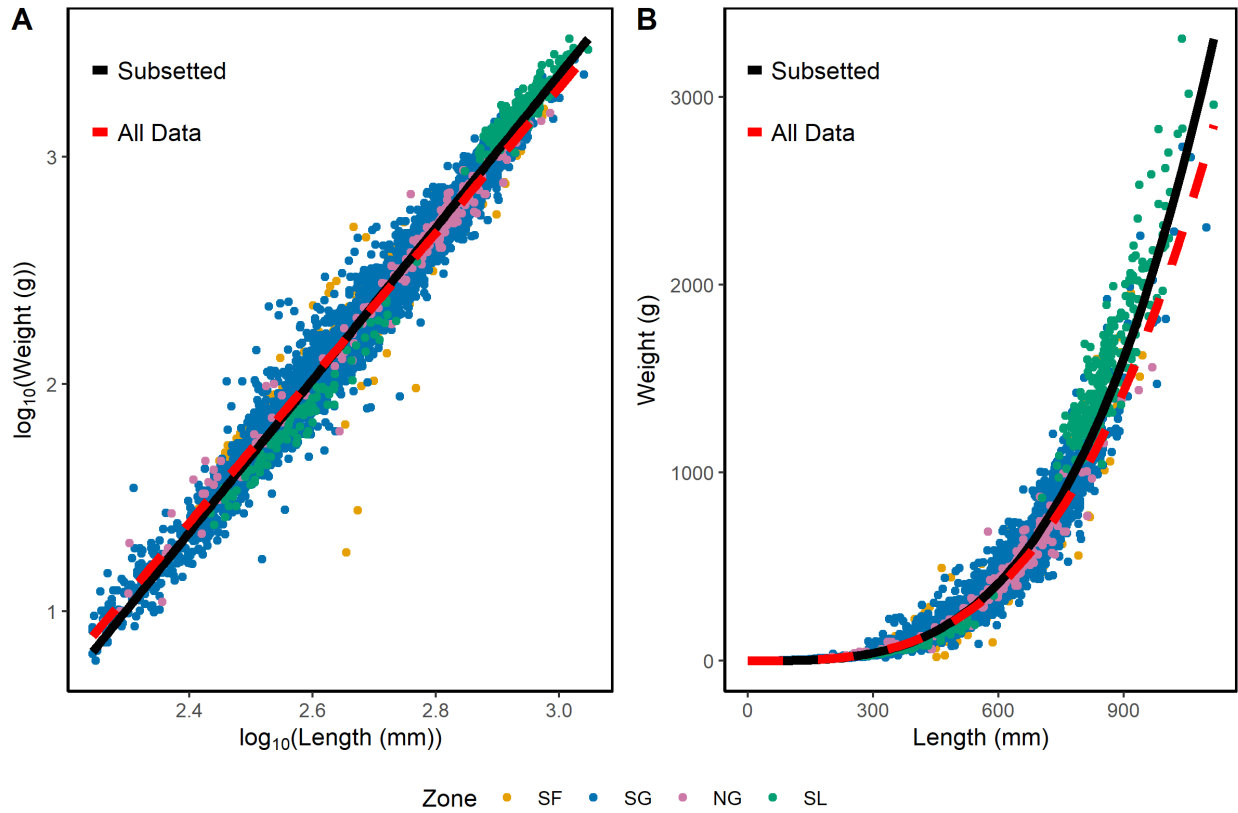 A
Subsetted
All Data
log10(Weight (g))
3
2
1
2.4 2.6 2.8 3.0
log10(Length (mm))
B
Subsetted
All Data
Weight (g)
3000
2000
1000
0
0 300 600 900
Length (mm)
Zone SF SG NG SL